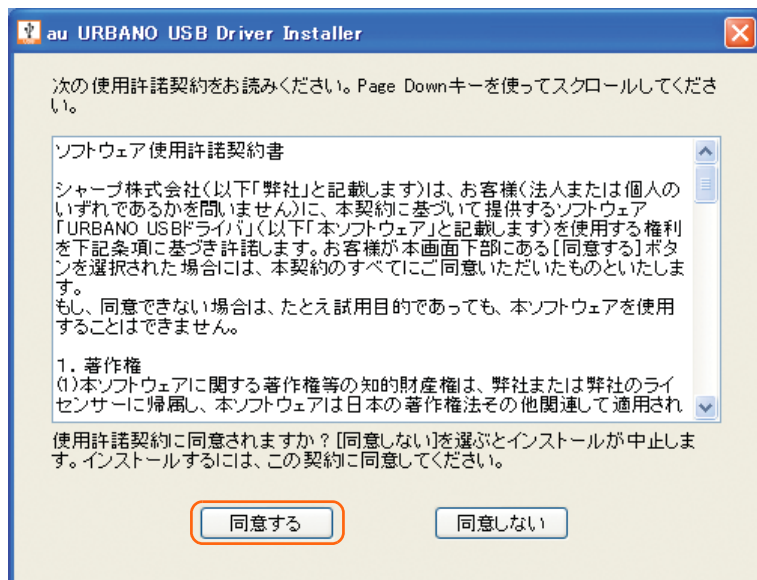 au URBANO USB Driver Installer
次の使用許諾契約をお読みください。Page Downキーを使ってスクロールしてくださ
い。
ソフトウェア使用許諾契約書
シャープ株式会社(以下「弊社」と記載します)は、お客様(法人または個人の
いずれであるかを問いません)に、本契約に基づいて提供するソフトウェア
「URBANO USBドライバ」(以下「本ソフトウェア」と記載します)を使用する権利
を下記条項に基づき許諾します。お客様が本画面下部にある[同意する]ボタ
ンを選択された場合には、本契約のすべてにご同意いただいたものといたしま
す。
もし、同意できない場合は、たとえ試用目的であっても、本ソフトウェアを使用
することはできません。
1. 著作権
(1)本ソフトウェアに関する著作権等の知的財産権は、弊社または弊社のライ
センサーに帰属し、本ソフトウェアは日本の著作権法その他関連して適用され
使用許諾契約に同意されますか?[同意しない]を選ぶとインストールが中止しま
す。インストールするには、この契約に同意してください。
同意する
同意しない